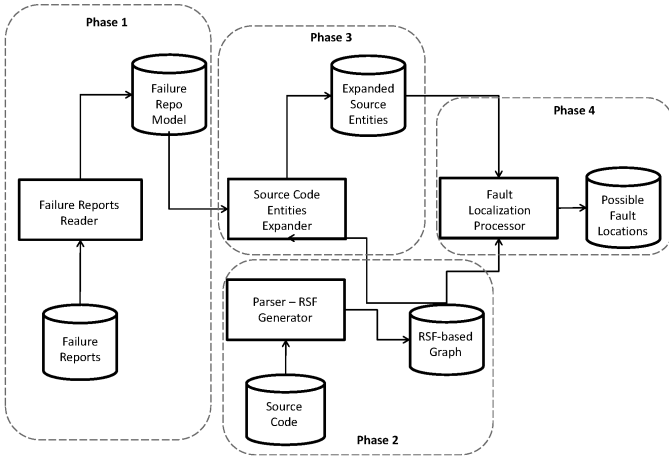 Phase 1
Failure
Repo
Model
Failure Reports
Reader
Failure
Reports
Phase 3
Expanded
Source
Entities
Source Code
Entities
Expander
Phase 4
Fault
Localization
Processor
Possible
Fault
Locations
Parser – RSF
Generator
RSF-based
Graph
Source
Code
Phase 2